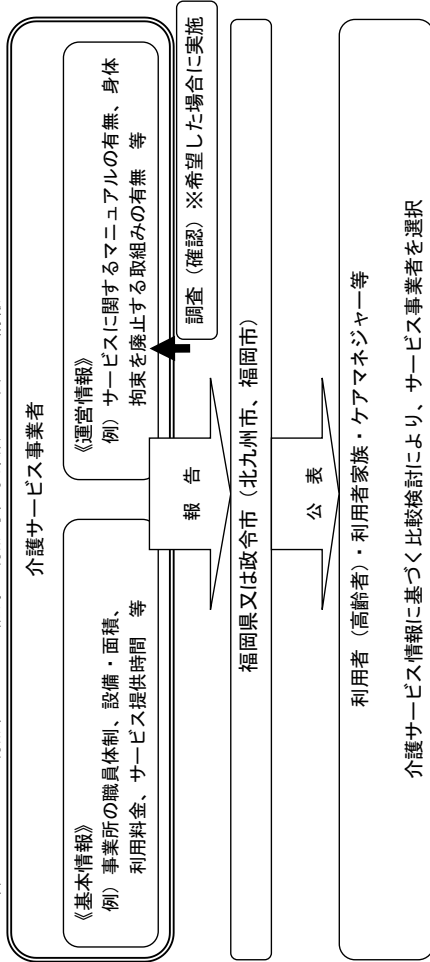 介護サービス事業者
《基本情報》
例）事業所の職員体制、設備・面積、
利用料金、サービス提供時間　等
《運営情報》
例）サービスに関するマニュアルの有無、身体
拘束を廃止する取組みの有無　等
報　告
調査（確認）※希望した場合に実施
福岡県又は政令市（北九州市、福岡市）
公　表
利用者（高齢者）・利用者家族・ケアマネジャー等
介護サービス情報に基づく比較検討により、サービス事業者を選択